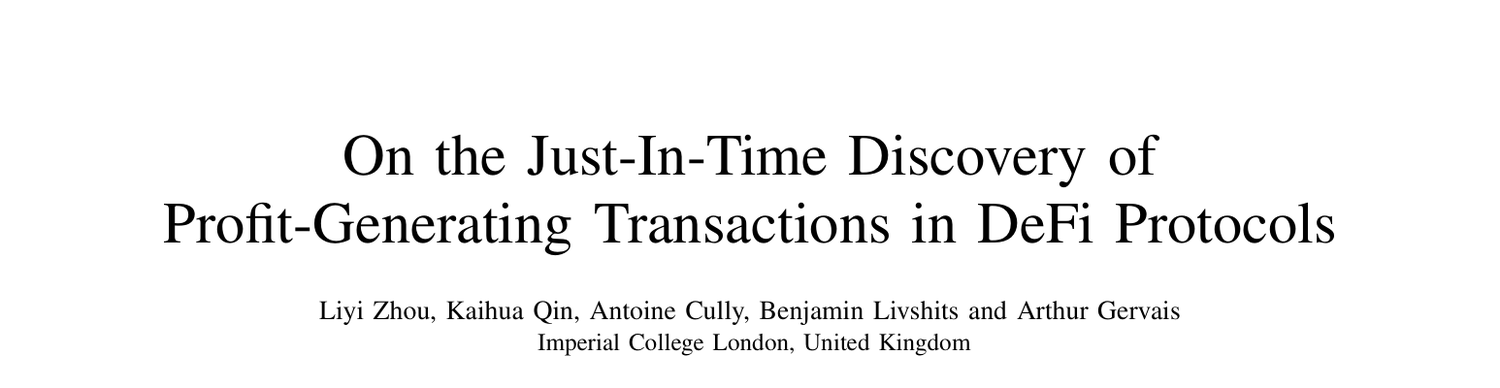 On the Just-In-Time Discovery of
Profit-Generating Transactions in DeFi Protocols
Liyi Zhou, Kaihua Qin, Antoine Cully, Benjamin Livshits and Arthur Gervais
Imperial College London, United Kingdom